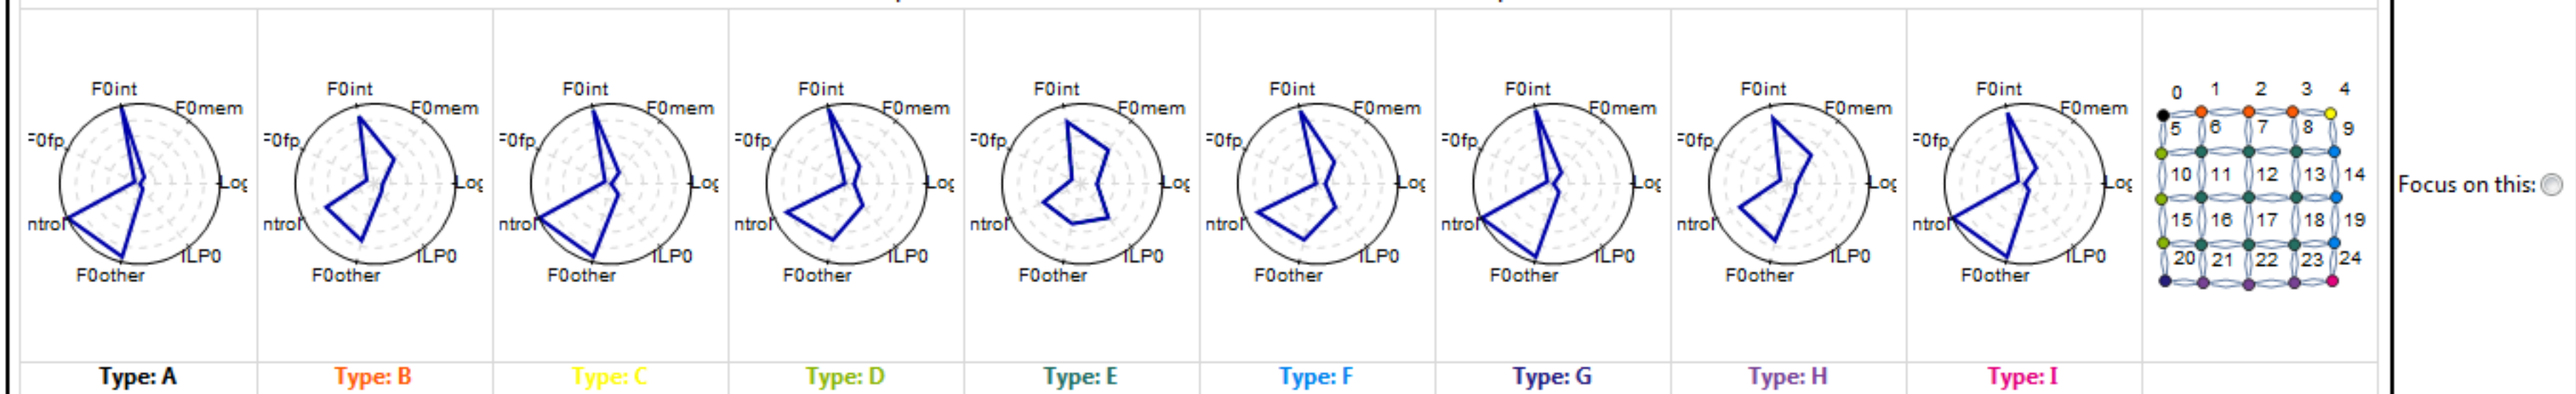 F0int F0mem F0fp Log ntrol F0other ILP0
F0int F0mem F0fp Log ntrol F0other ILP0
F0int F0mem F0fp Log ntrol F0other ILP0
F0int F0mem F0fp Log ntrol F0other ILP0
F0int F0mem F0fp Log ntrol F0other ILP0
F0int F0mem F0fp Log ntrol F0other ILP0
F0int F0mem F0fp Log ntrol F0other ILP0
F0int F0mem F0fp Log ntrol F0other ILP0
F0int F0mem F0fp Log ntrol F0other ILP0
0 1 2 3 4
5 6 7 8 9
10 11 12 13 14
15 16 17 18 19
20 21 22 23 24
Focus on this:
Type: A Type: B Type: C Type: D Type: E Type: F Type: G Type: H Type: I